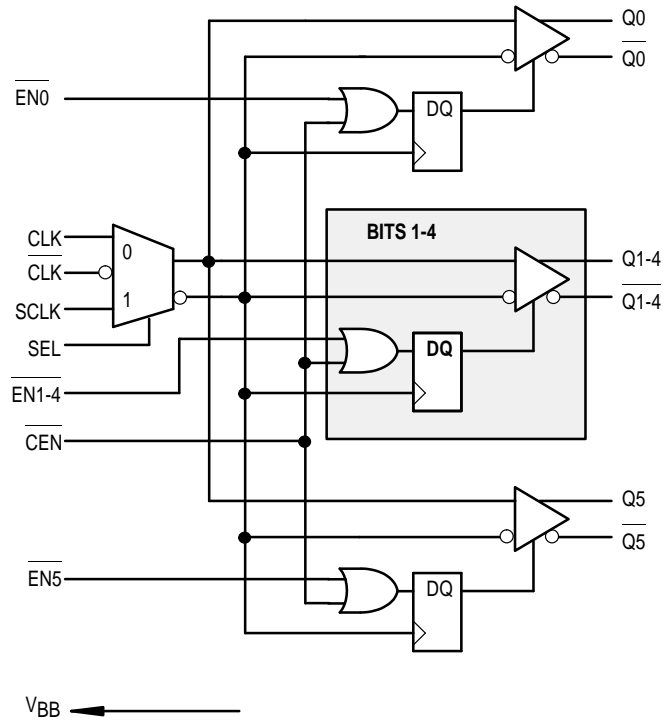 Q0
Q0
EN0
DQ
BITS 1-4
CLK
0
Q1-4
CLK
Q1-4
SCLK
1
SEL
DQ
EN1-4
CEN
Q5
Q5
EN5
DQ
VBB